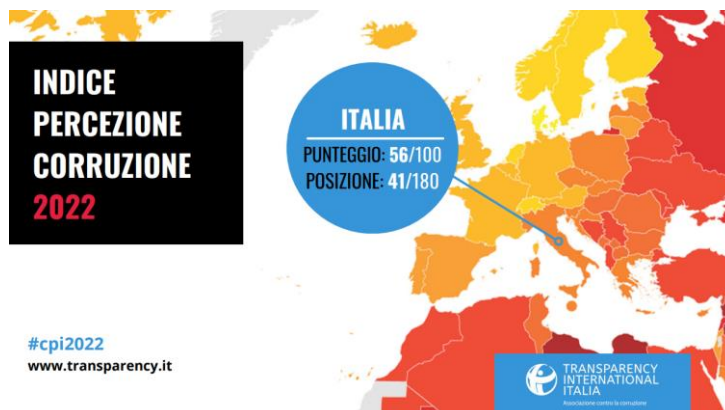 INDICE
PERCEZIONE
CORRUZIONE
2022
ITALIA
PUNTEGGIO: 56/100
POSIZIONE: 41/180
#cpi2022
www.transparency.it
TRANSPARENCY
INTERNATIONAL
ITALIA
Associazione contro la corruzione